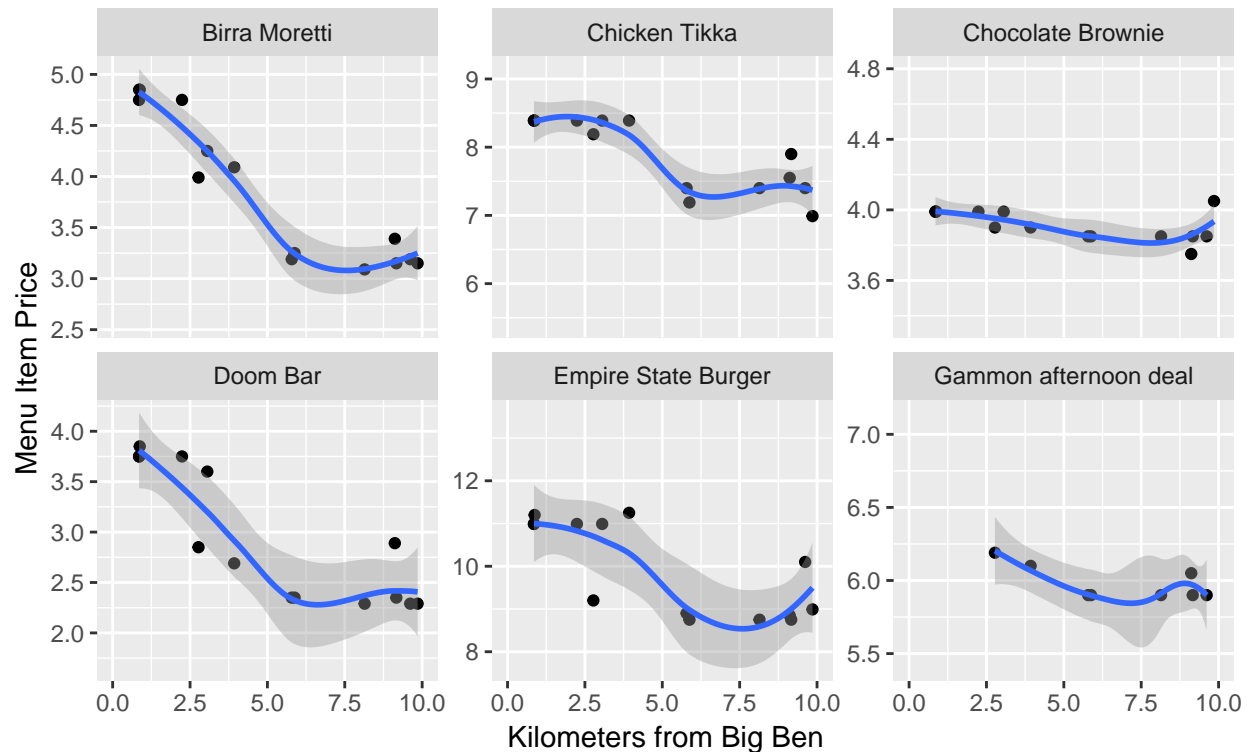 Birra Moretti
Chicken Tikka
Chocolate Brownie
5.0
4.5
4.0
3.5
3.0
2.5
9
8
7
6
4.8
4.4
4.0
3.6
Doom Bar
Empire State Burger
Gammon afternoon deal
4.0
3.5
3.0
2.5
2.0
12
10
8
7.0
6.5
6.0
5.5
0.0 2.5 5.0 7.5 10.0
0.0 2.5 5.0 7.5 10.0
0.0 2.5 5.0 7.5 10.0
Menu Item Price
Kilometers from Big Ben